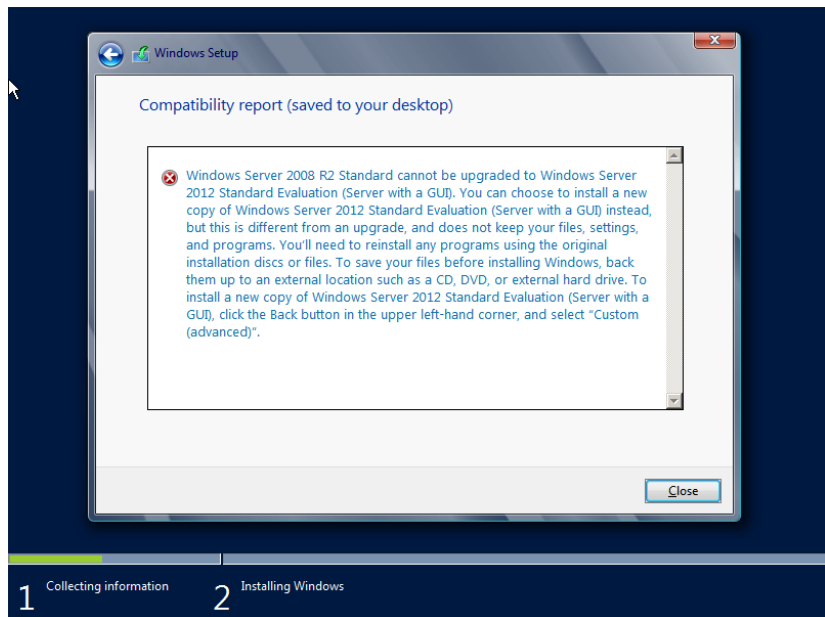 Windows Setup
Compatibility report (saved to your desktop)
Windows Server 2008 R2 Standard cannot be upgraded to Windows Server
2012 Standard Evaluation (Server with a GUI). You can choose to install a new
copy of Windows Server 2012 Standard Evaluation (Server with a GUI) instead,
but this is different from an upgrade, and does not keep your files, settings,
and programs. You'll need to reinstall any programs using the original
installation discs or files. To save your files before installing Windows, back
them up to an external location such as a CD, DVD, or external hard drive. To
install a new copy of Windows Server 2012 Standard Evaluation (Server with a
GUI), click the Back button in the upper left-hand corner, and select "Custom
(advanced)".
Close
1 Collecting information 2 Installing Windows